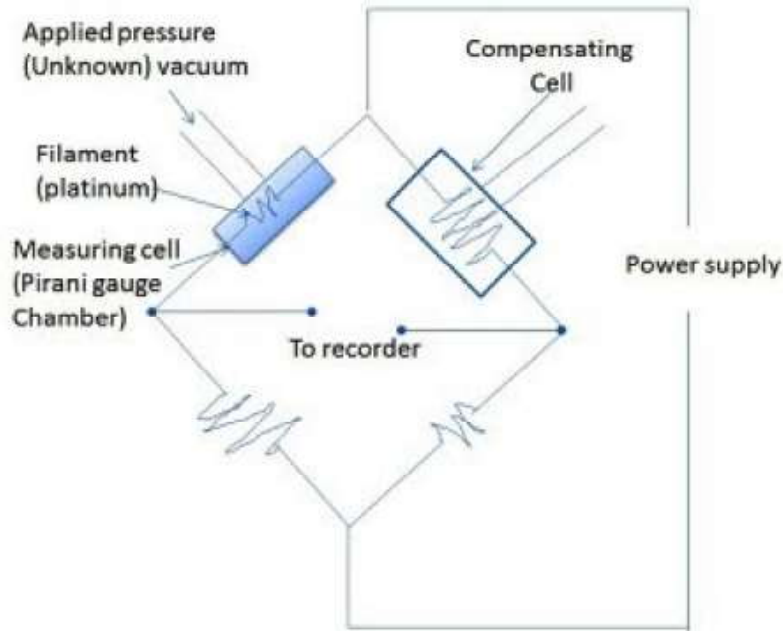 Applied pressure
(Unknown) vacuum
Compensating
Cell
Filament
(platinum)
Measuring cell
(Pirani gauge
Chamber)
Power supply
To recorder